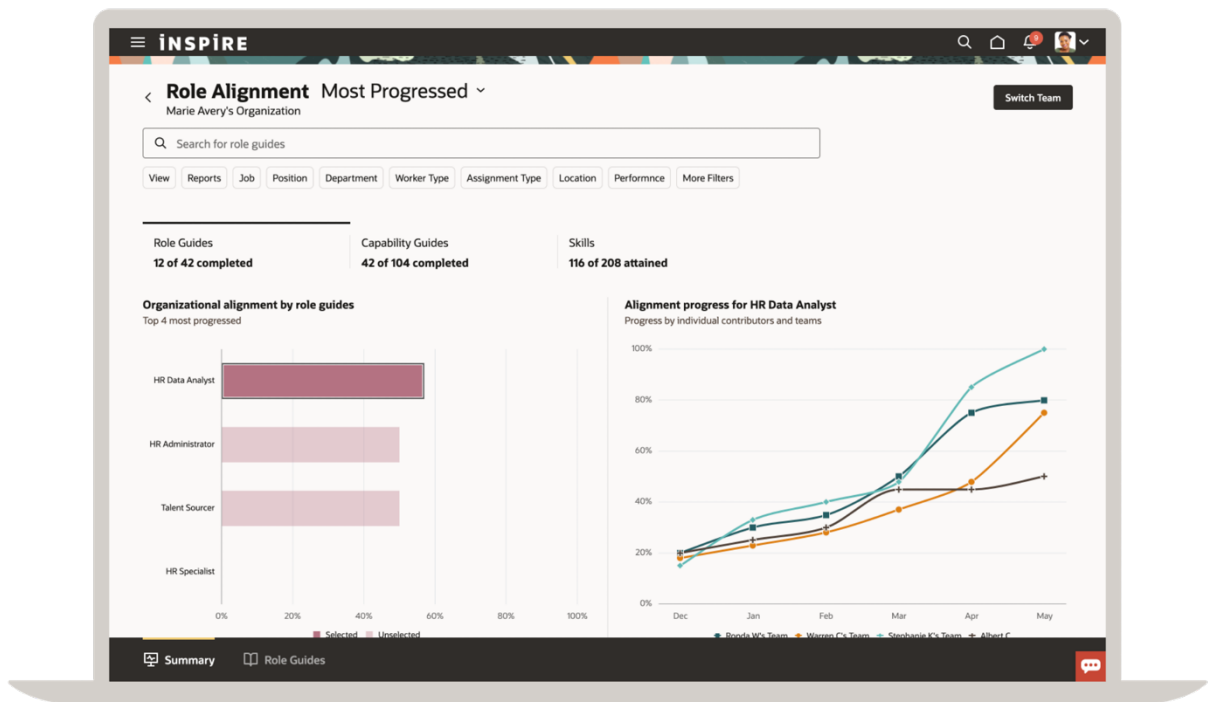 iNSPiRE
9
Role Alignment Most Progressed
Marie Avery's Organization
Switch Team
Search for role guides
View Reports Job Position Department Worker Type Assignment Type Location Performnce More Filters
Role Guides
12 of 42 completed
Capability Guides
42 of 104 completed
Skills
116 of 208 attained
Organizational alignment by role guides
Top 4 most progressed
HR Data Analyst
HR Administrator
Talent Sourcer
HR Specialist
0% 20% 40% 60% 80% 100%
Selected Unselected
Alignment progress for HR Data Analyst
Progress by individual contributors and teams
100%
80%
60%
40%
20%
0%
Dec Jan Feb Mar Apr May
Ronda W's Team Warren C's Team Stephanie K's Team Albert C
Summary Role Guides